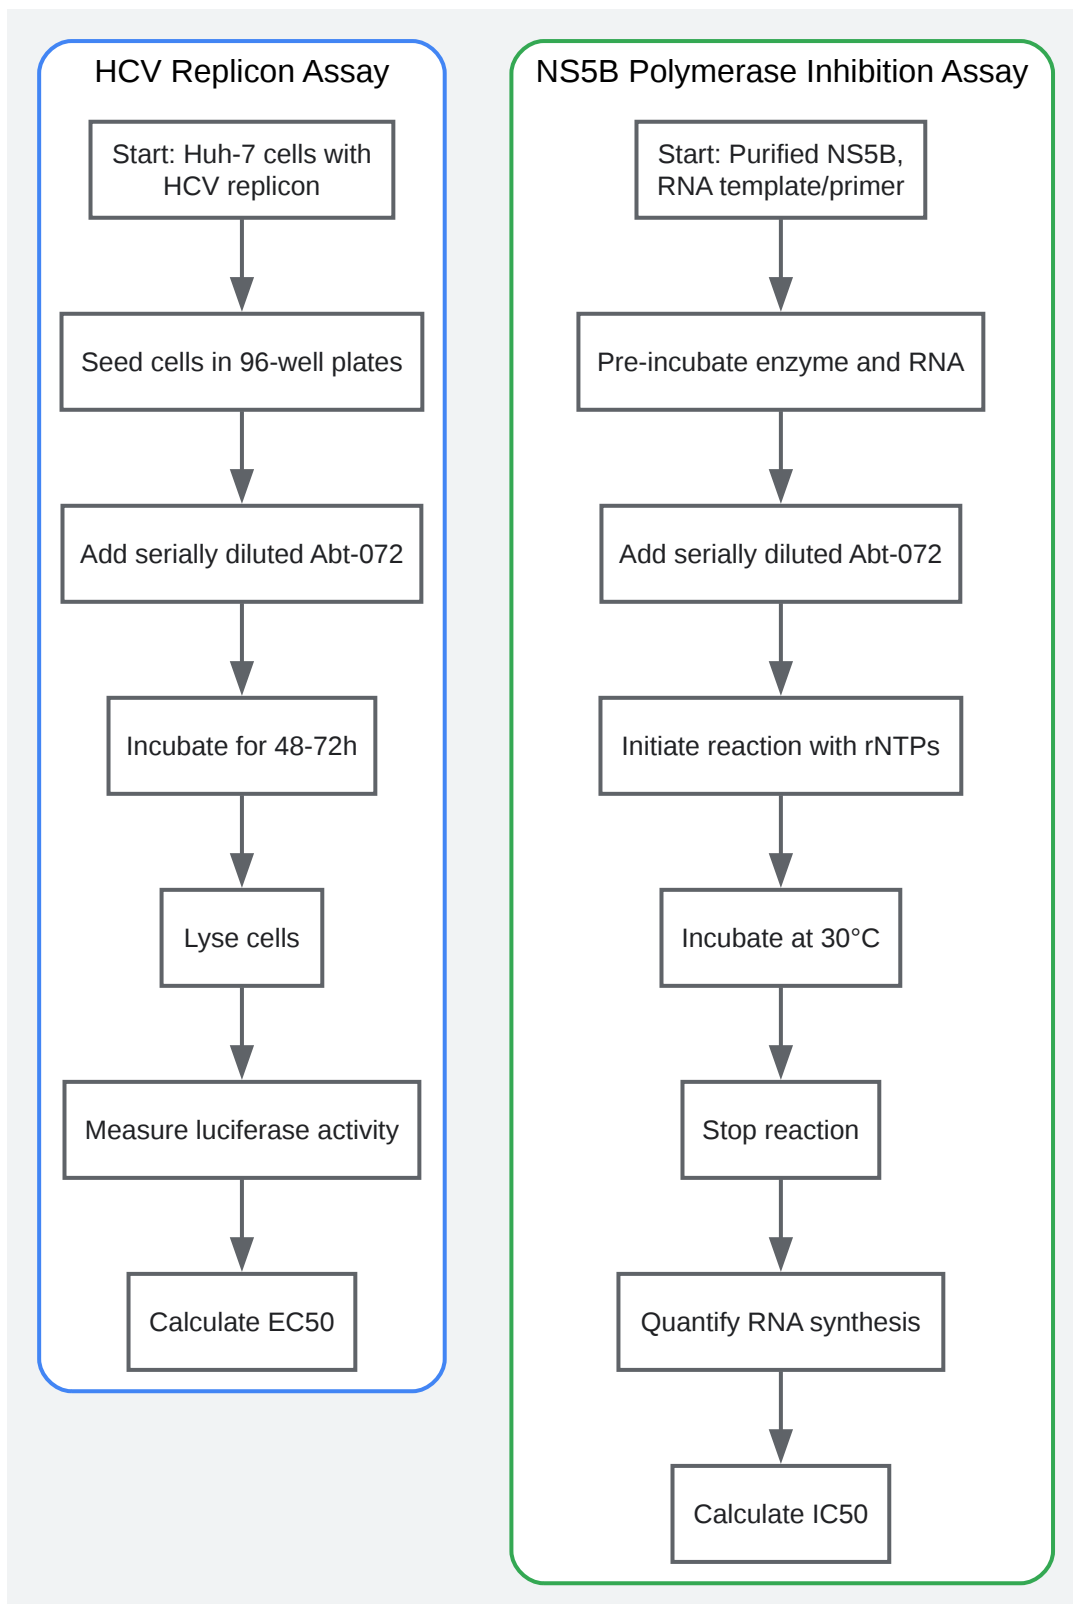 HCV Replicon Assay
Start: Huh-7 cells with
HCV replicon
Seed cells in 96-well plates
Add serially diluted Abt-072
Incubate for 48-72h
Lyse cells
Measure luciferase activity
Calculate EC50
NS5B Polymerase Inhibition Assay
Start: Purified NS5B,
RNA template/primer
Pre-incubate enzyme and RNA
Add serially diluted Abt-072
Initiate reaction with rNTPs
Incubate at 30°C
Stop reaction
Quantify RNA synthesis
Calculate IC50